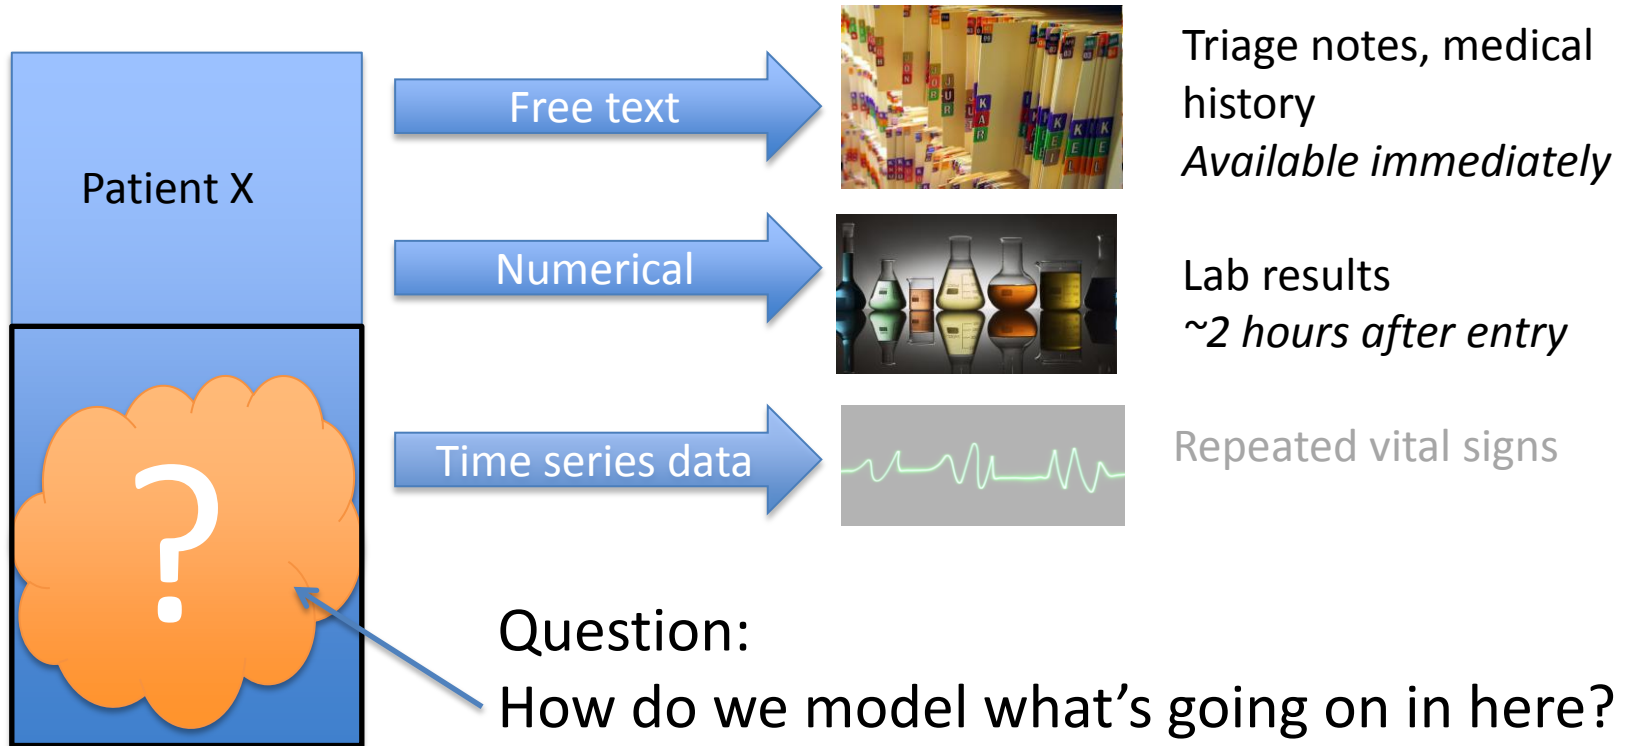 Patient X
Free text
Triage notes, medical
history
Available immediately
Numerical
Lab results
~2 hours after entry
Time series data
Repeated vital signs
?
Question:
How do we model what’s going on in here?